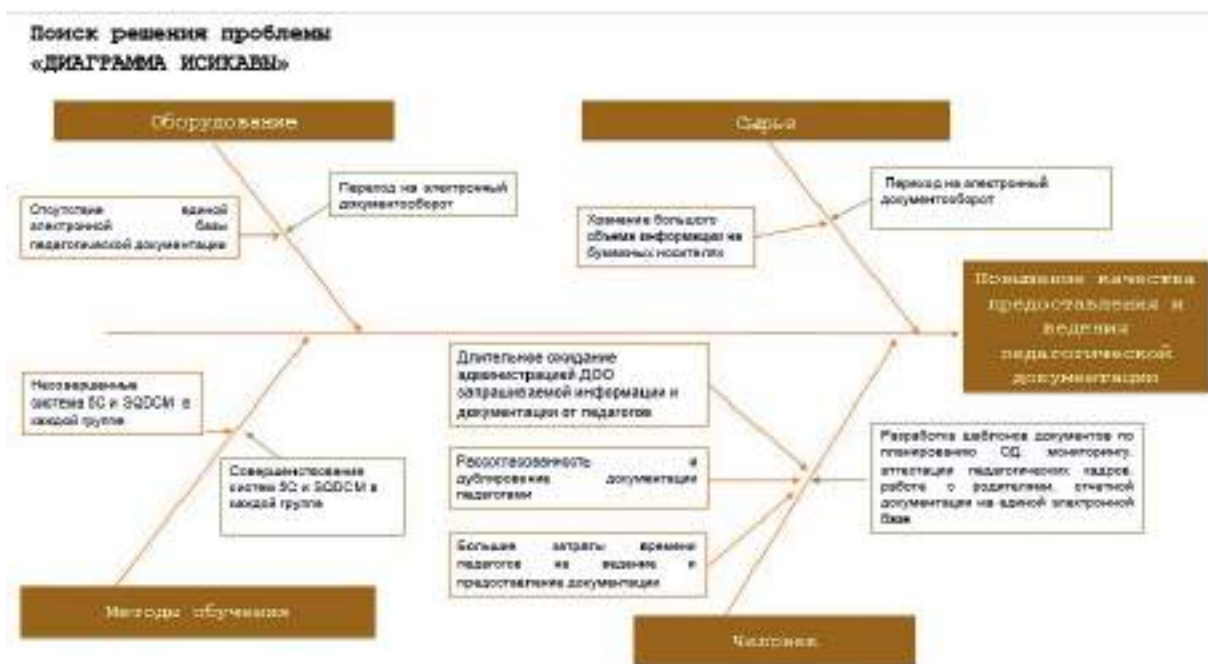 Поиск решения проблемы
«ДИАГРАММА ИСИКАВЫ»
Оборудование
Сырье
Переход на электронный
документооборот
Отсутствие единой
электронной базы
педагогической документации
Переход на электронный
документооборот
Хранение большого
объема информации на
бумажных носителях
Повышение качества
предоставления и
ведения
педагогической
документации
Несовершенные
система 5С и SQDCM в
каждой группе
Совершенствование
систем 5С и SQDCM в
каждой группе
Длительное ожидание
администрацией ДОО
запрашиваемой информации и
документации от педагогов
Рассогласованность и
дублирование документации
педагогами
Большие затраты времени
педагогов на ведение и
предоставление документации
Разработка шаблонов документов по
планированию ОД, мониторингу,
аттестации педагогических кадров,
работе с родителями, отчетной
документации на единой электронной
базе
Методы обучения
Человек